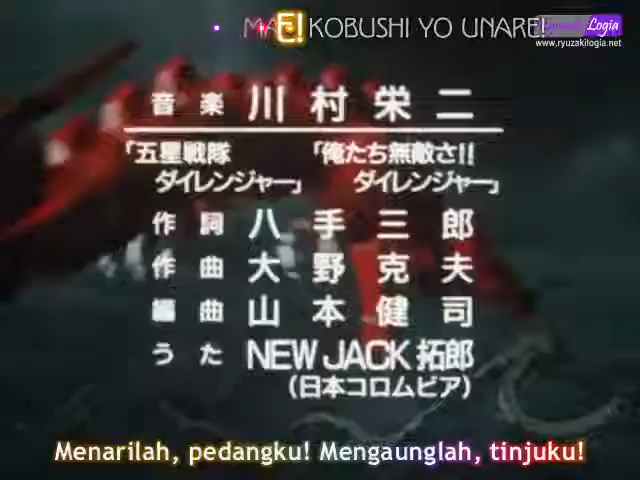 MAE! KOBUSHI YO UNARE!
Logia
www.ryuzakilogia.net
音楽 川村栄二
「五星戦隊 「俺たち無敵さ!!
ダイレンジャー」 ダイレンジャー」
作詞 八手三郎
作曲 大野克夫
編曲 山本健司
うた NEW JACK 拓郎
(日本コロムビア)
Menarilah, pedangku! Mengaunglah, tinjuku!